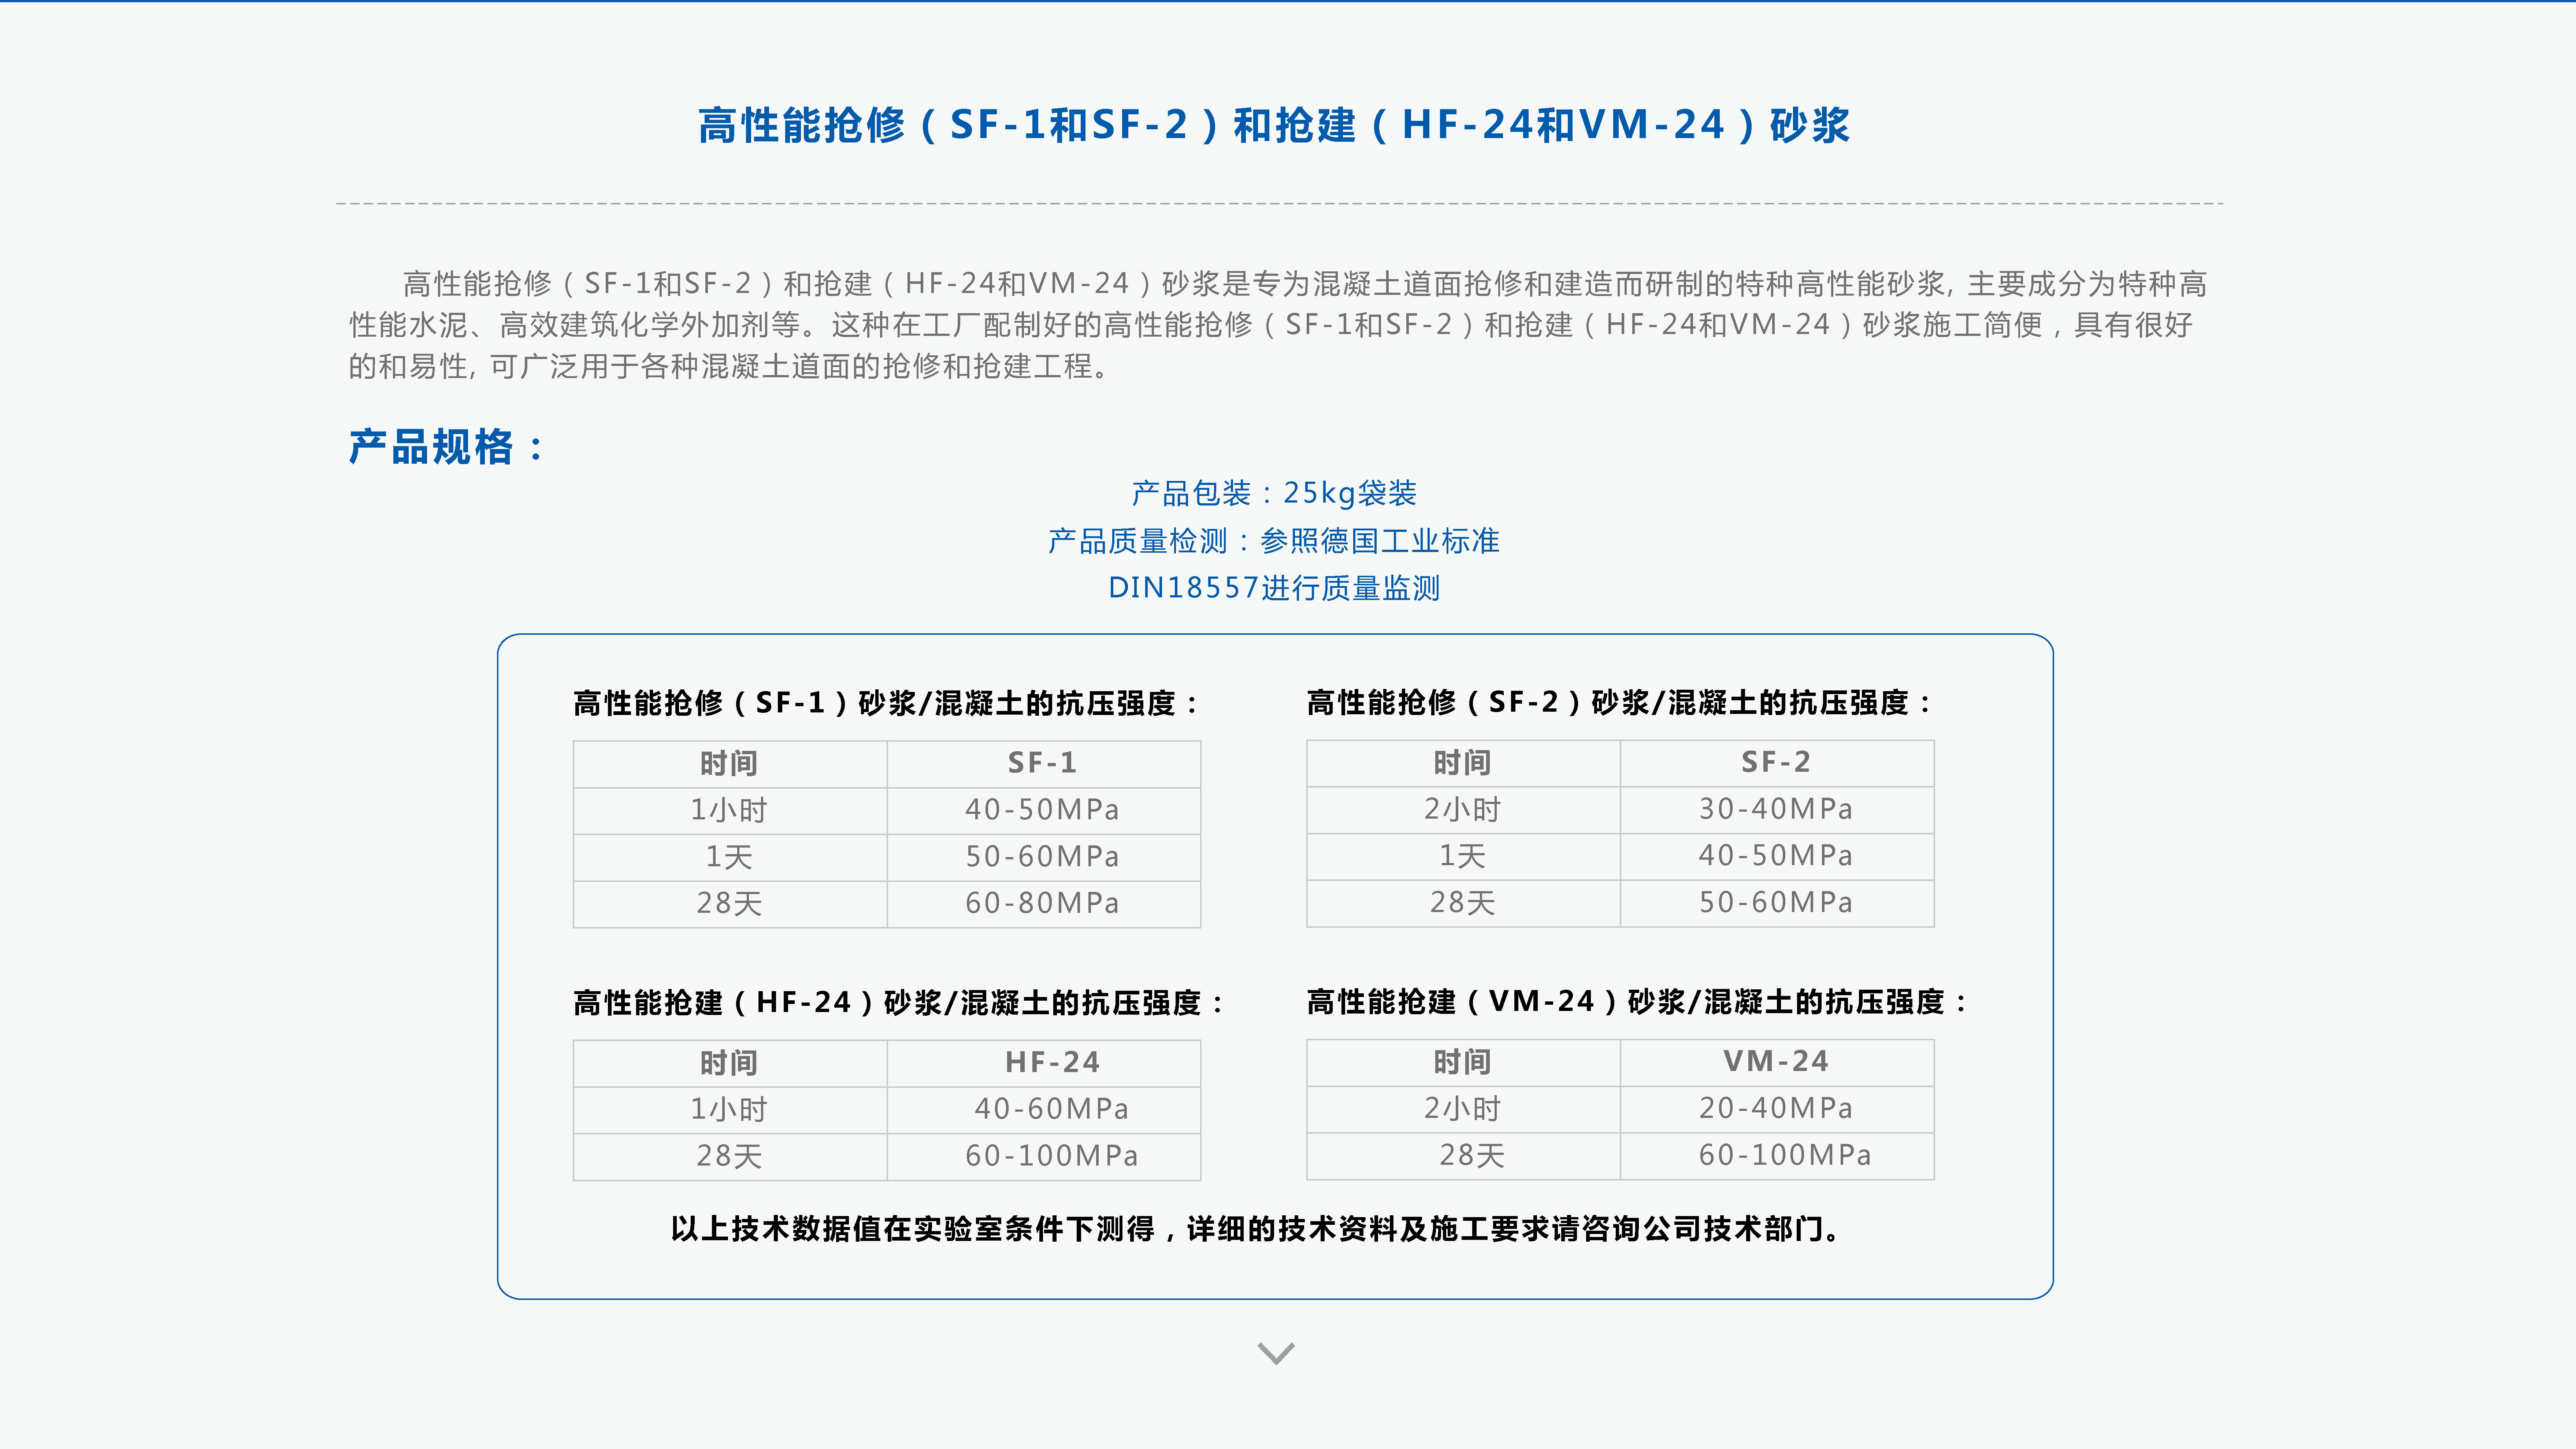 高性能抢修（SF-1和SF-2）和抢建（HF-24和VM-24）砂浆
高性能抢修（SF-1和SF-2）和抢建（HF-24和VM-24）砂浆是专为混凝土道面抢修和建造而研制的特种高性能砂浆, 主要成分为特种高
性能水泥、高效建筑化学外加剂等。这种在工厂配制好的高性能抢修（SF-1和SF-2）和抢建（HF-24和VM-24）砂浆施工简便，具有很好
的和易性, 可广泛用于各种混凝土道面的抢修和抢建工程。
产品规格：
产品包装：25kg袋装
产品质量检测：参照德国工业标准
DIN18557进行质量监测
高性能抢修（SF-1）砂浆/混凝土的抗压强度：
时间 SF-1
1小时 40-50MPa
1天 50-60MPa
28天 60-80MPa
高性能抢修（SF-2）砂浆/混凝土的抗压强度：
时间 SF-2
2小时 30-40MPa
1天 40-50MPa
28天 50-60MPa
高性能抢建（HF-24）砂浆/混凝土的抗压强度：
时间 HF-24
1小时 40-60MPa
28天 60-100MPa
高性能抢建（VM-24）砂浆/混凝土的抗压强度：
时间 VM-24
2小时 20-40MPa
28天 60-100MPa
以上技术数据值在实验室条件下测得，详细的技术资料及施工要求请咨询公司技术部门。